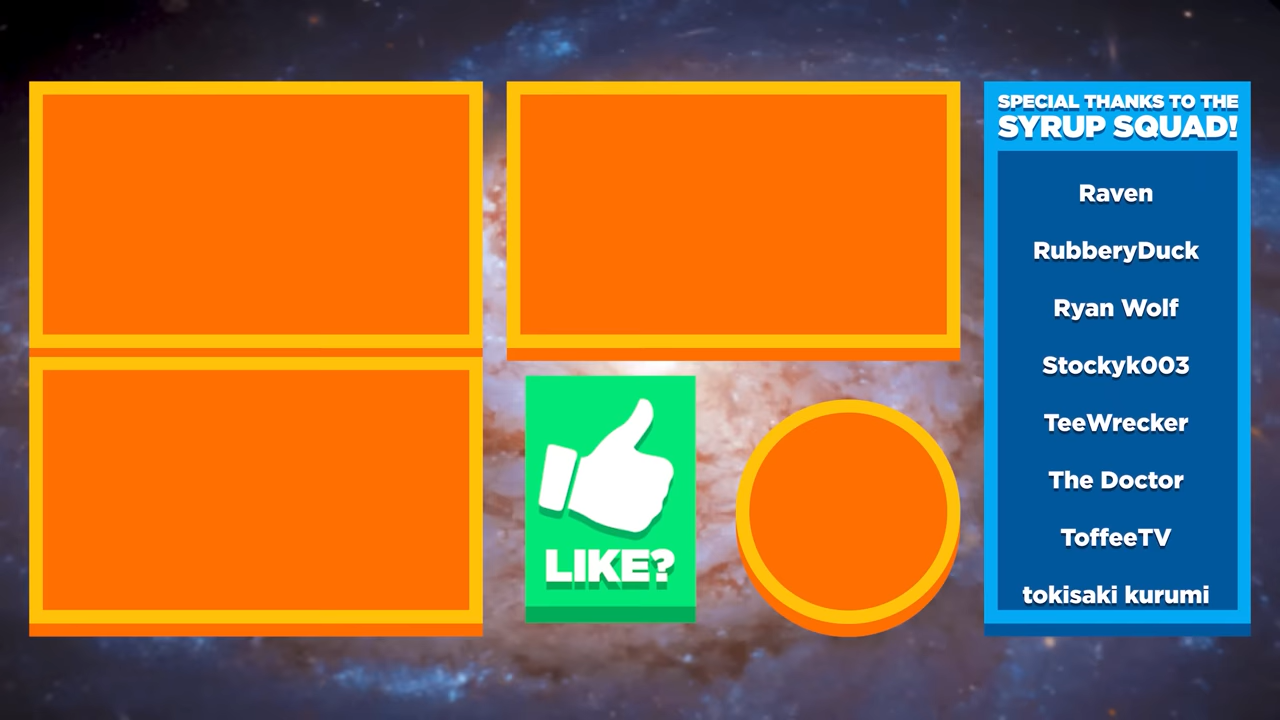 SPECIAL THANKS TO THE
SYRUP SQUAD!
Raven
RubberyDuck
Ryan Wolf
Stockyk003
TeeWrecker
The Doctor
ToffeeTV
tokisaki kurumi
LIKE?